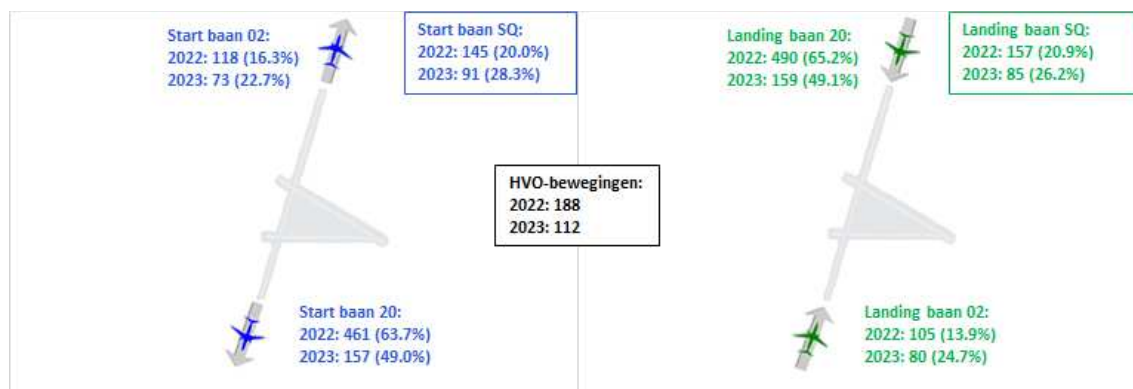 Start baan 02:
2022: 118 (16.3%)
2023: 73 (22.7%)
Start baan SQ:
2022: 145 (20.0%)
2023: 91 (28.3%)
Landing baan 20:
2022: 490 (65.2%)
2023: 159 (49.1%)
Landing baan SQ:
2022: 157 (20.9%)
2023: 85 (26.2%)
HVO-bewegingen:
2022: 188
2023: 112
Start baan 20:
2022: 461 (63.7%)
2023: 157 (49.0%)
Landing baan 02:
2022: 105 (13.9%)
2023: 80 (24.7%)